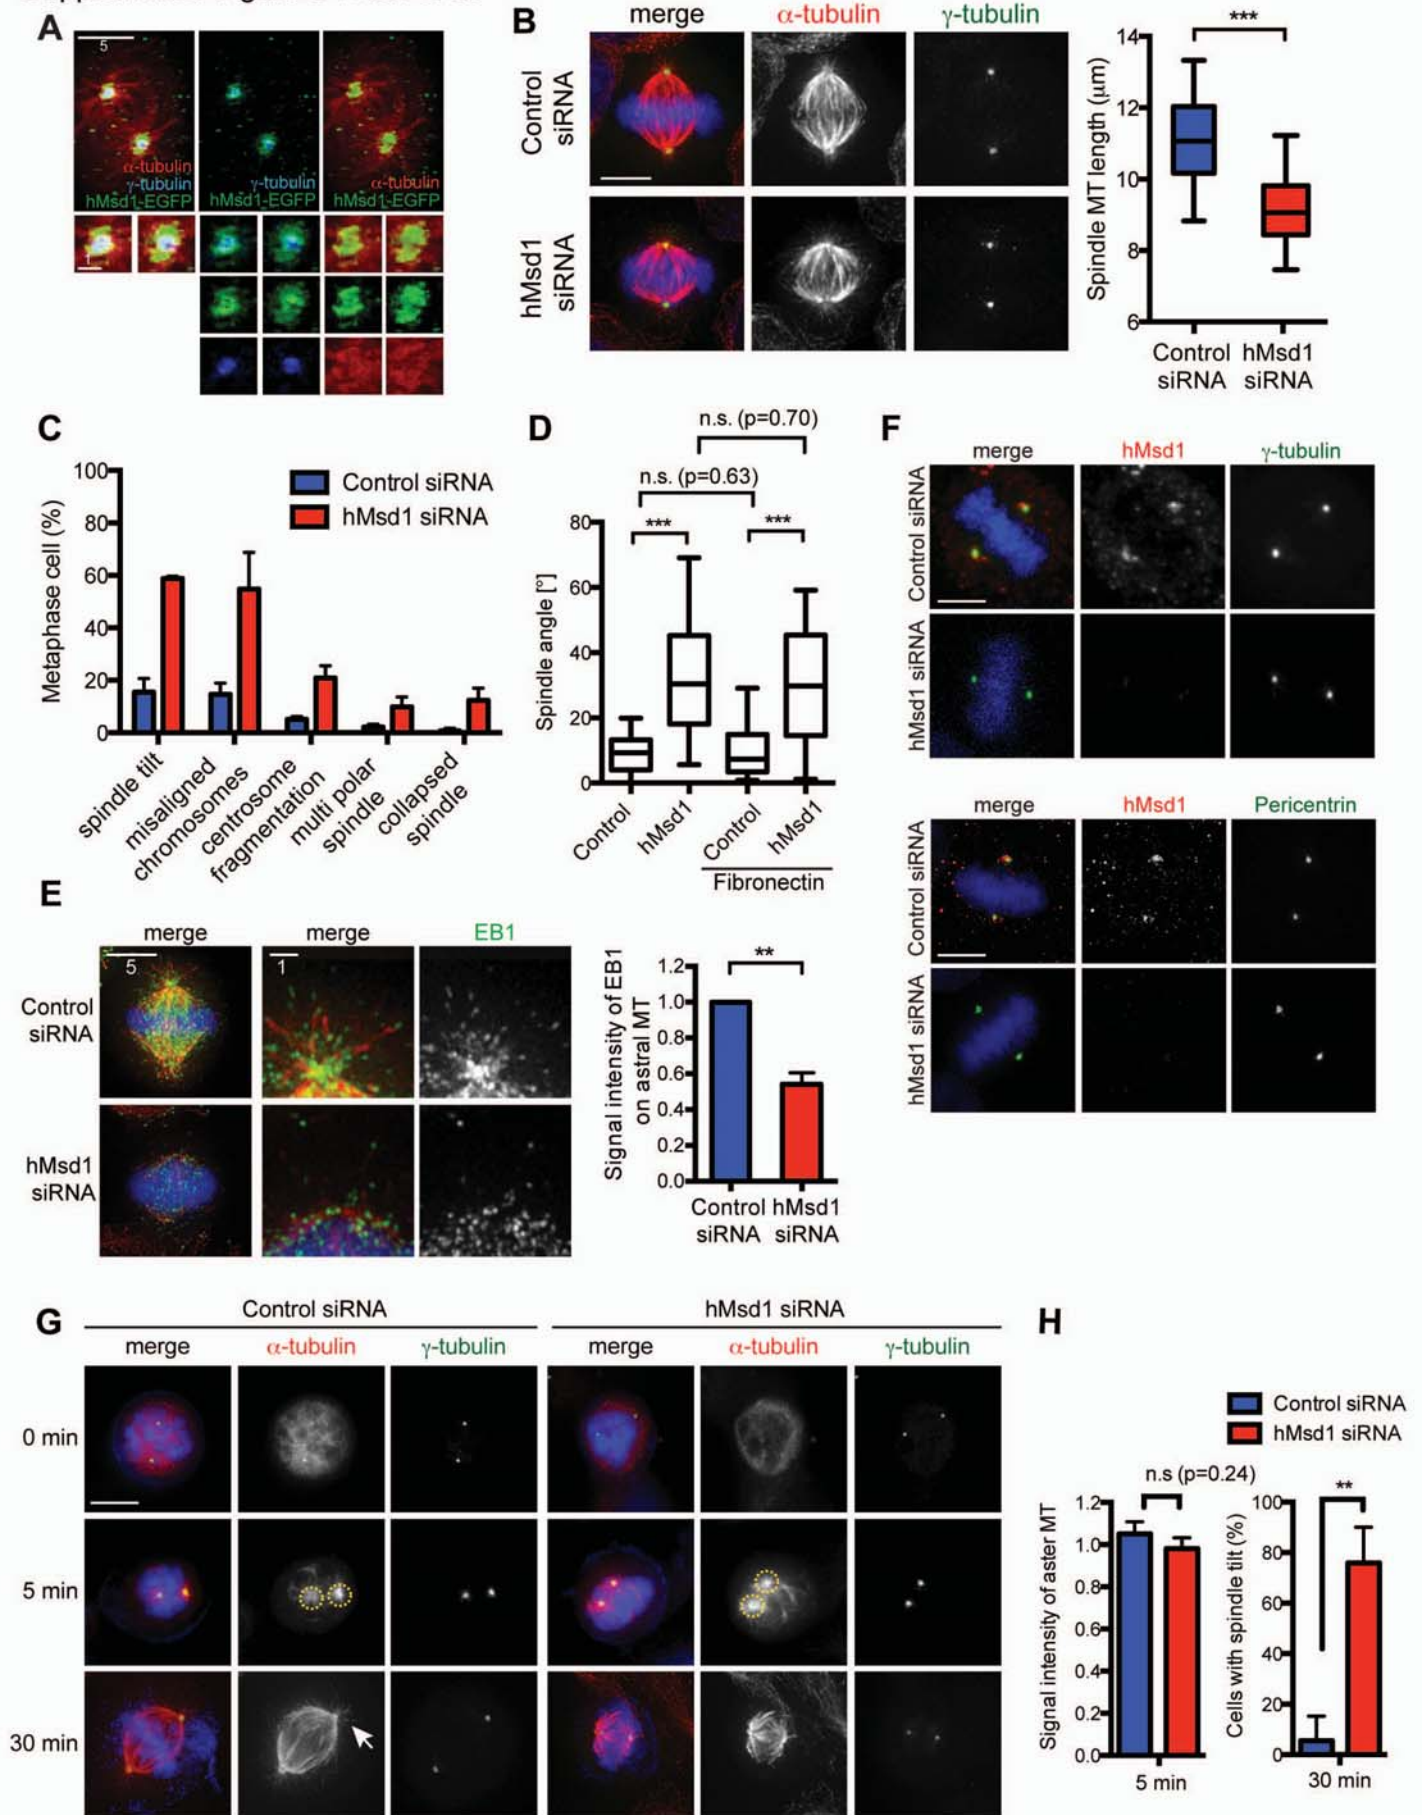 A
5
α-tubulin
γ-tubulin
hMsd1-EGFP
γ-tubulin
hMsd1-EGFP
α-tubulin
hMsd1-EGFP
1
B
merge
α-tubulin
γ-tubulin
Control
siRNA
hMsd1
siRNA
***
Spindle MT length (μm)
14
12
10
8
6
Control
siRNA
hMsd1
siRNA
C
Metaphase cell (%)
100
80
60
40
20
0
Control siRNA
hMsd1 siRNA
spindle tilt
misaligned
chromosomes
centrosome
fragmentation
multi polar
spindle
collapsed
spindle
D
n.s. (p=0.70)
n.s. (p=0.63)
***
***
Spindle angle [°]
80
60
40
20
0
Control
hMsd1
Control
hMsd1
Fibronectin
E
merge
merge
EB1
5
1
Control
siRNA
hMsd1
siRNA
**
Signal intensity of EB1
on astral MT
1.2
1.0
0.8
0.6
0.4
0.2
0.0
Control
siRNA
hMsd1
siRNA
F
merge
hMsd1
γ-tubulin
Control siRNA
hMsd1 siRNA
merge
hMsd1
Pericentrin
Control siRNA
hMsd1 siRNA
G
Control siRNA
hMsd1 siRNA
merge
α-tubulin
γ-tubulin
merge
α-tubulin
γ-tubulin
0 min
5 min
30 min
H
Control siRNA
hMsd1 siRNA
n.s (p=0.24)
Signal intensity of aster MT
1.2
1.0
0.8
0.6
0.4
0.2
0.0
5 min
**
Cells with spindle tilt (%)
100
80
60
40
20
0
30 min